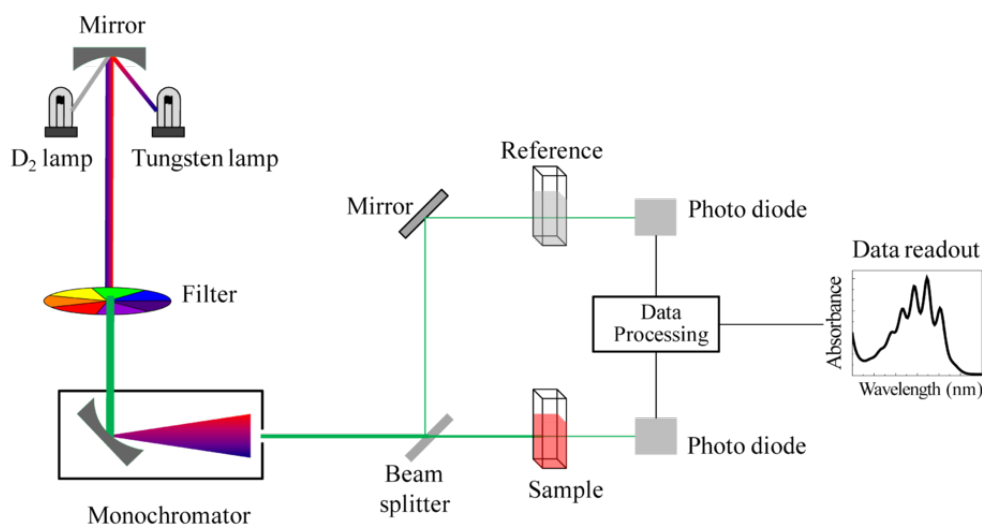 Mirror
D₂ lamp
Tungsten lamp
Filter
Monochromator
Mirror
Beam
splitter
Reference
Sample
Photo diode
Data
Processing
Photo diode
Data readout
Absorbance
Wavelength (nm)